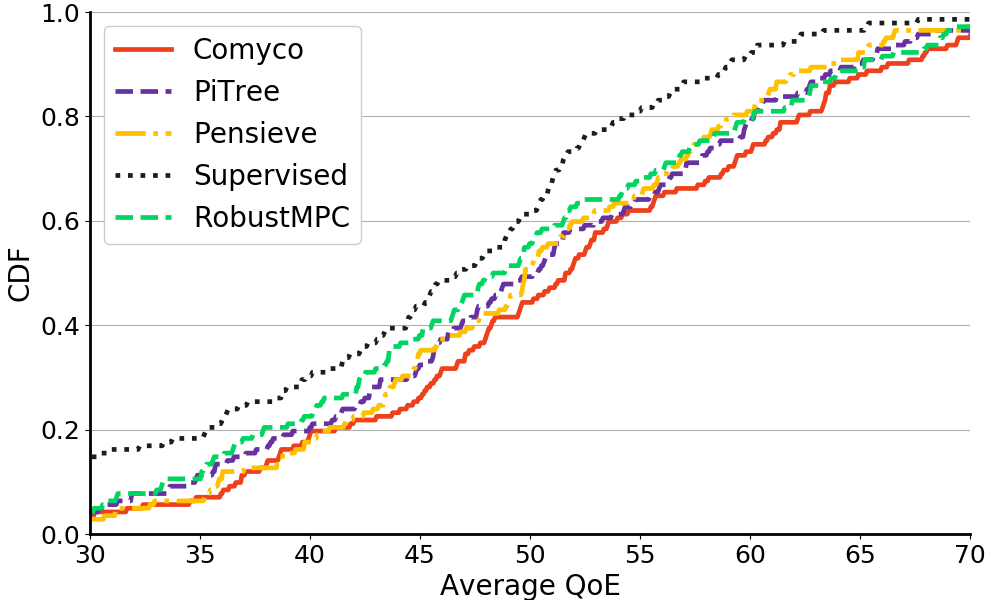 1.0
0.8
0.6
0.4
0.2
0.0
CDF
Comyco
PiTree
Pensieve
Supervised
RobustMPC
30 35 40 45 50 55 60 65 70
Average QoE